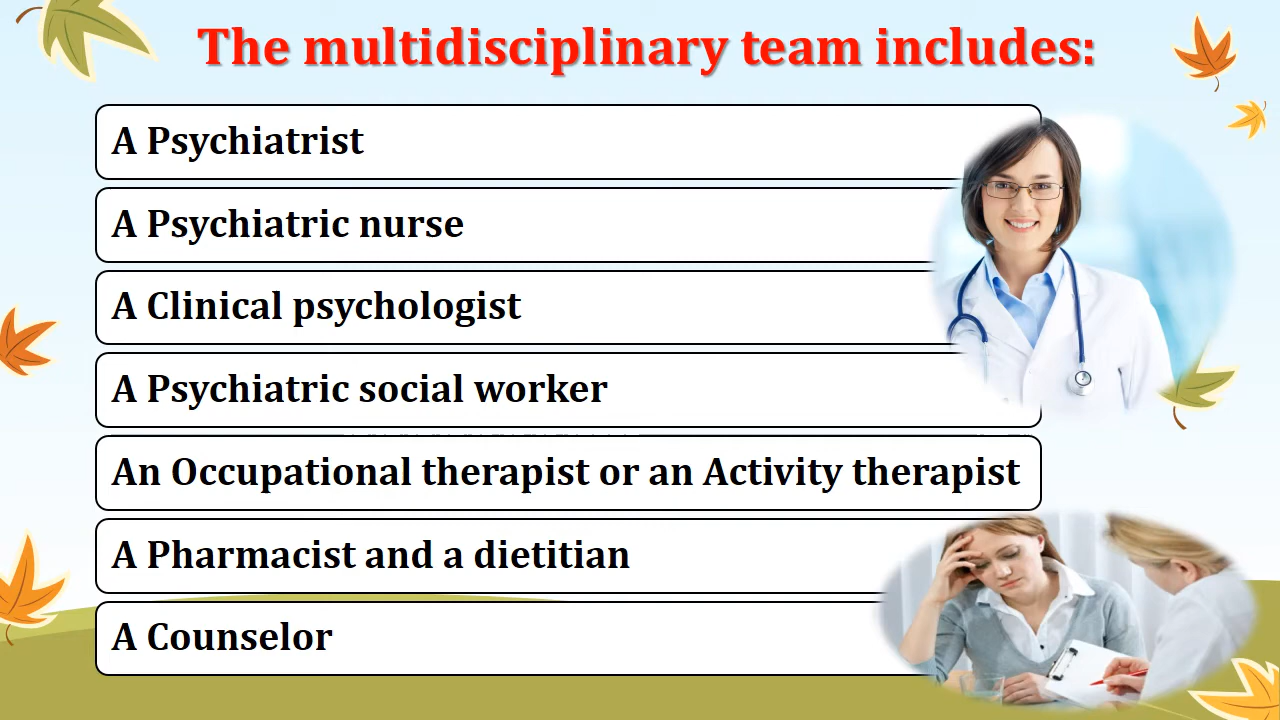 The multidisciplinary team includes:
A Psychiatrist
A Psychiatric nurse
A Clinical psychologist
A Psychiatric social worker
An Occupational therapist or an Activity therapist
A Pharmacist and a dietitian
A Counselor